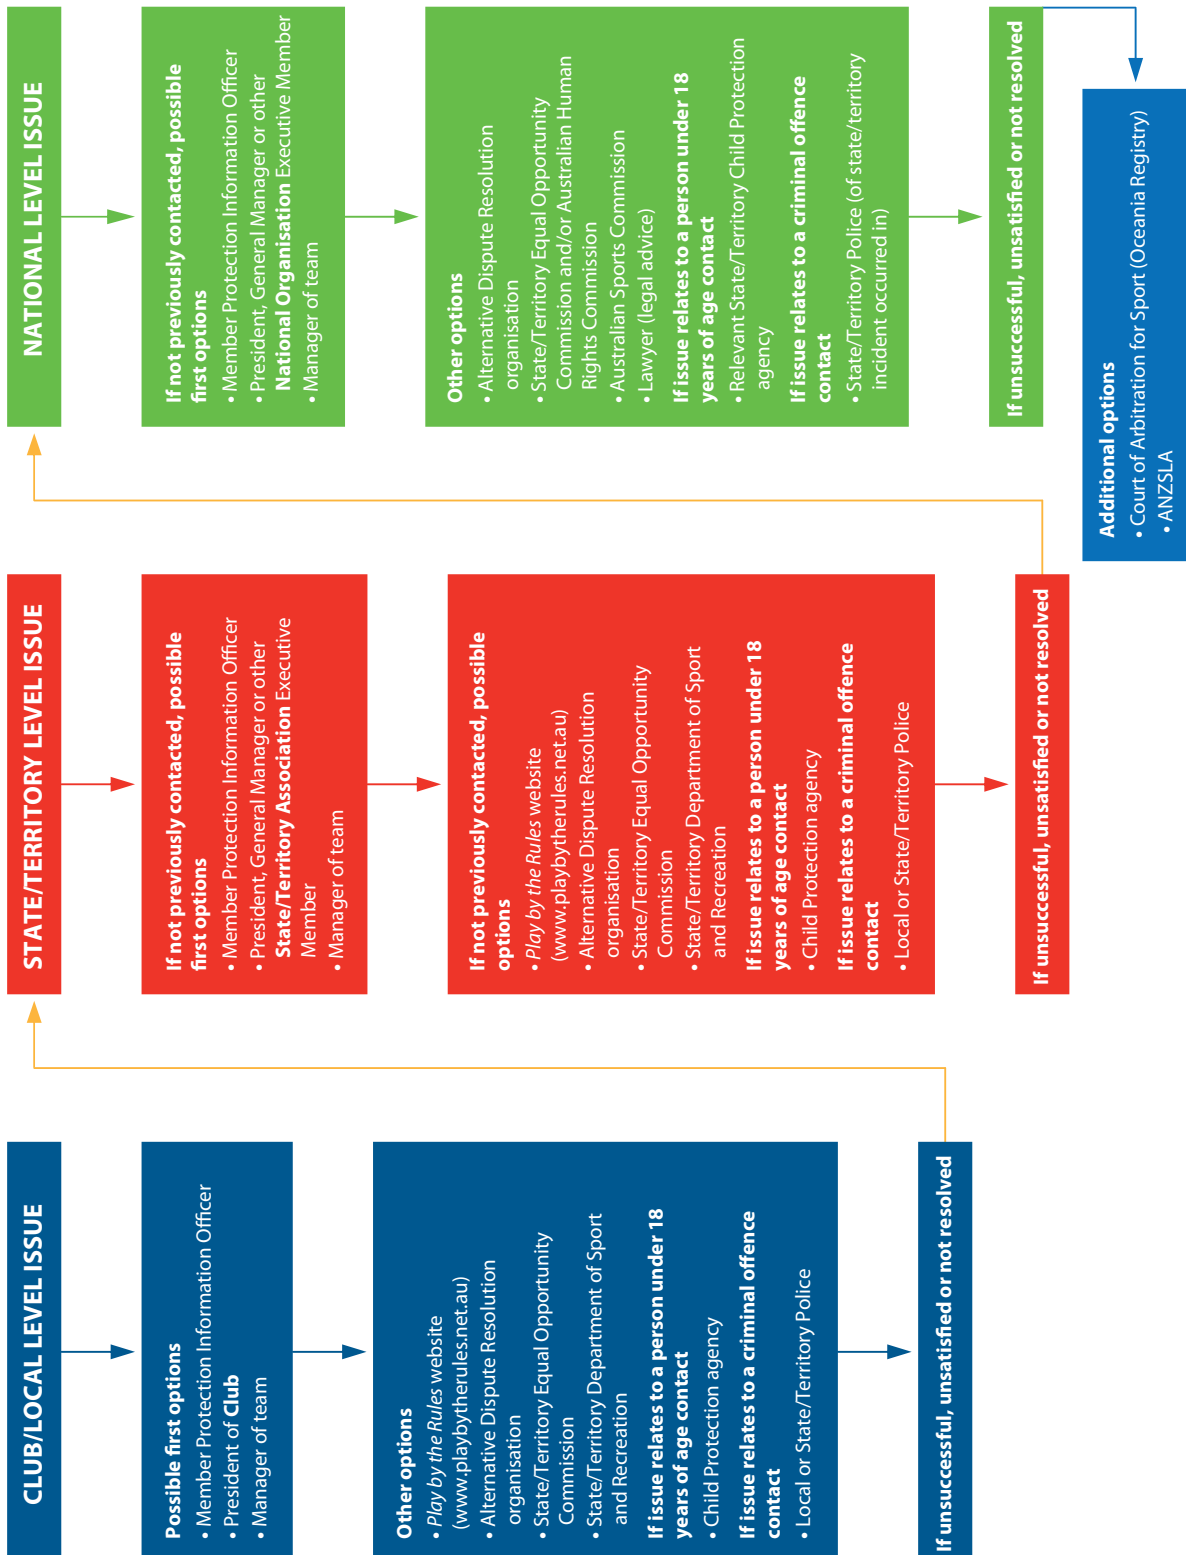 CLUB/LOCAL LEVEL ISSUE
Possible first options
• Member Protection Information Officer
• President of Club
• Manager of team
Other options
• Play by the Rules website
(www.playbytherules.net.au)
• Alternative Dispute Resolution
organisation
• State/Territory Equal Opportunity
Commission
• State/Territory Department of Sport
and Recreation
If issue relates to a person under 18
years of age contact
• Child Protection agency
If issue relates to a criminal offence
contact
• Local or State/Territory Police
If unsuccessful, unsatisfied or not resolved
STATE/TERRITORY LEVEL ISSUE
If not previously contacted, possible
first options
• Member Protection Information Officer
• President, General Manager or other
State/Territory Association Executive
Member
• Manager of team
If not previously contacted, possible
options
• Play by the Rules website
(www.playbytherules.net.au)
• Alternative Dispute Resolution
organisation
• State/Territory Equal Opportunity
Commission
• State/Territory Department of Sport
and Recreation
If issue relates to a person under 18
years of age contact
• Child Protection agency
If issue relates to a criminal offence
contact
• Local or State/Territory Police
If unsuccessful, unsatisfied or not resolved
NATIONAL LEVEL ISSUE
If not previously contacted, possible
first options
• Member Protection Information Officer
• President, General Manager or other
National Organisation Executive Member
• Manager of team
Other options
• Alternative Dispute Resolution
organisation
• State/Territory Equal Opportunity
Commission and/or Australian Human
Rights Commission
• Australian Sports Commission
• Lawyer (legal advice)
If issue relates to a person under 18
years of age contact
• Relevant State/Territory Child Protection
agency
If issue relates to a criminal offence
contact
• State/Territory Police (of state/territory
incident occurred in)
If unsuccessful, unsatisfied or not resolved
Additional options
• Court of Arbitration for Sport (Oceania Registry)
• ANZSLA